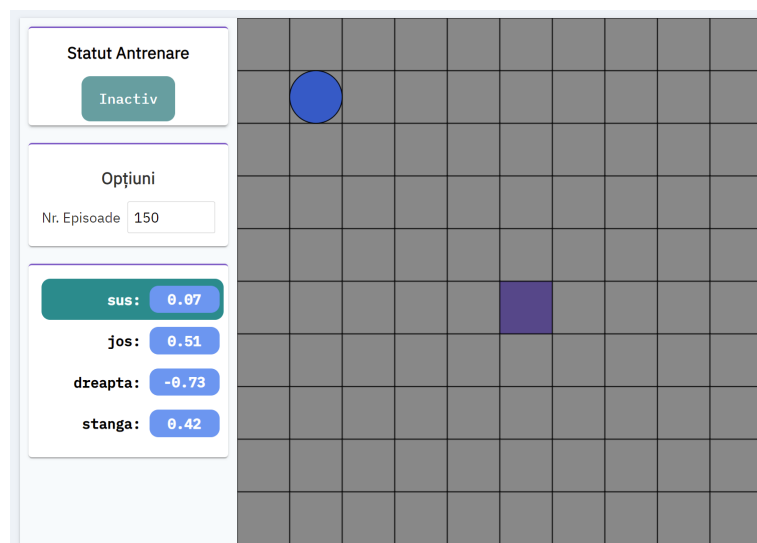 Statut Antrenare
Inactiv
Opțiuni
Nr. Episoade 150
sus: 0.07
jos: 0.51
dreapta: -0.73
stanga: 0.42